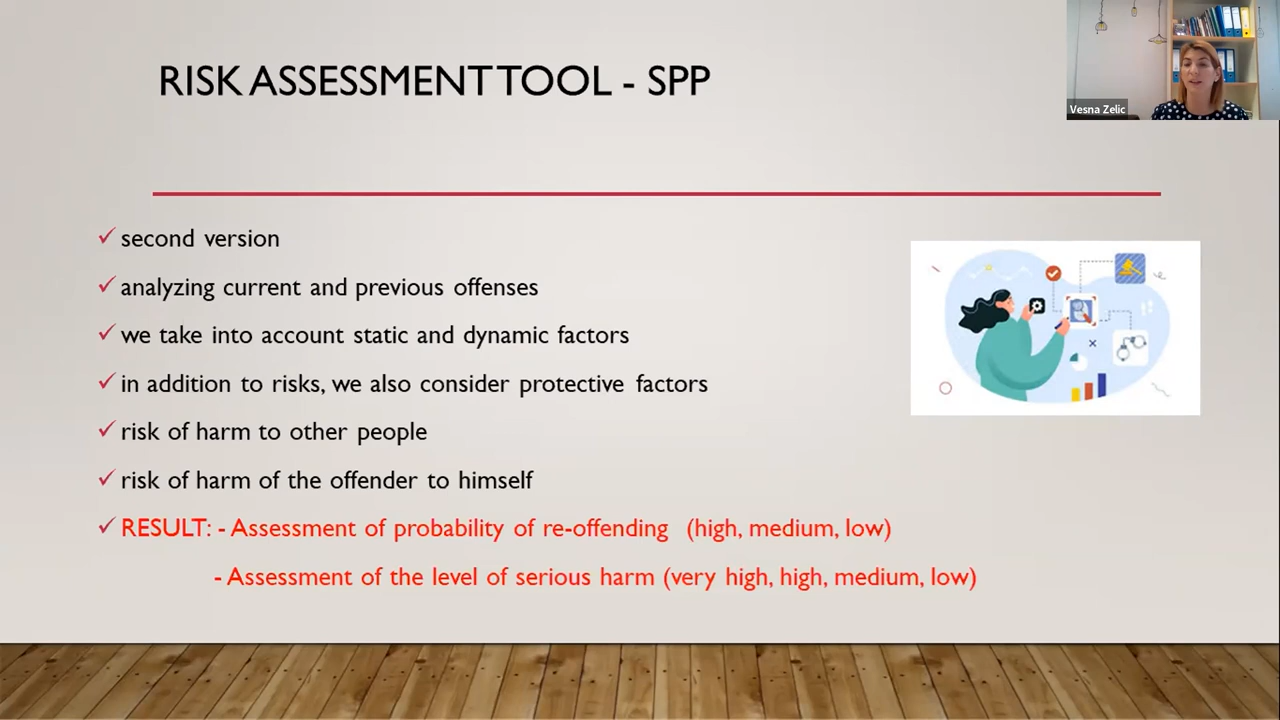 RISK ASSESSMENT TOOL - SPP
Vesna Zelic
second version
analyzing current and previous offenses
we take into account static and dynamic factors
in addition to risks, we also consider protective factors
risk of harm to other people
risk of harm of the offender to himself
RESULT: - Assessment of probability of re-offending (high, medium, low)
- Assessment of the level of serious harm (very high, high, medium, low)